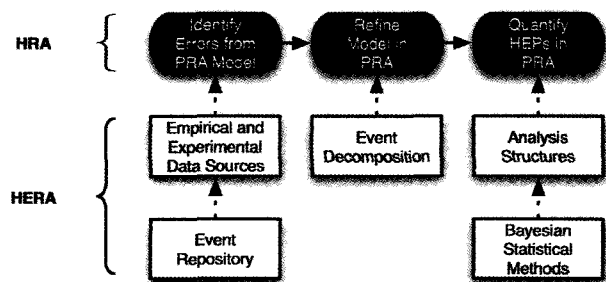 HRA
Identify
Errors from
PRA Model
Refine
Model in
PRA
Quantify
HEPs in
PRA
HERA
Empirical and
Experimental
Data Sources
Event
Decomposition
Analysis
Structures
Event
Repository
Bayesian
Statistical
Methods